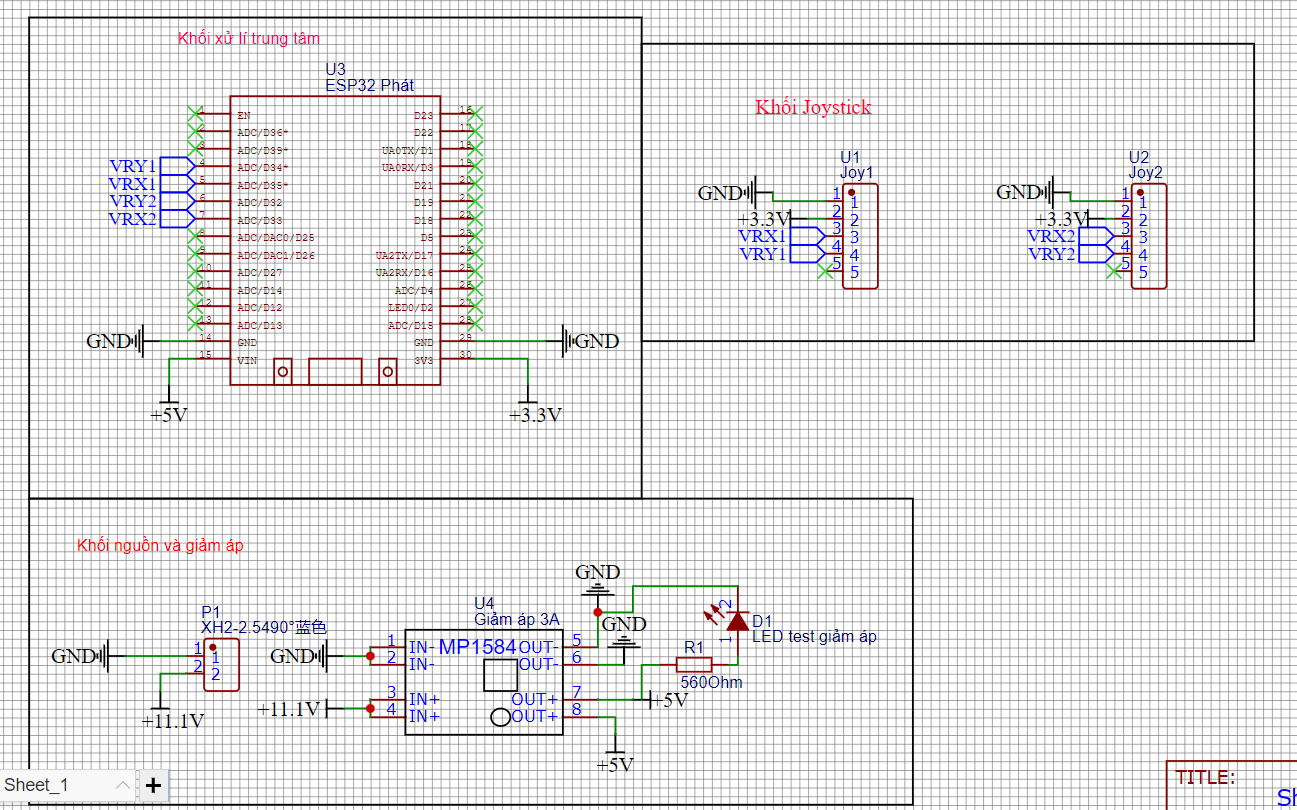 Khối xử lí trung tâm
U3
ESP32 Phát
1 EN D23 16
2 ADC/D36* D22 17
3 ADC/D39* UA0TX/D1 18
VRY1 4 ADC/D34* UA0RX/D3 19
VRX1 5 ADC/D35* D21 20
VRY2 6 ADC/D32 D19 21
VRX2 7 ADC/D33 D18 22
8 ADC/DAC0/D25 D5 23
9 ADC/DAC1/D26 UA2TX/D17 24
10 ADC/D27 UA2RX/D16 25
11 ADC/D14 ADC/D4 26
12 ADC/D12 LED0/D2 27
13 ADC/D13 ADC/D15 28
GND 14 GND GND 29 GND
15 VIN 3V3 30
+5V +3.3V
Khối Joystick
U1
Joy1
GND 1 1
+3.3V 2 2
VRX1 3 3
VRY1 4 4
5 5
U2
Joy2
GND 1 1
+3.3V 2 2
VRX2 3 3
VRY2 4 4
5 5
Khối nguồn và giảm áp
P1
XH2-2.5490°蓝色
GND 1 1
2 2
+11.1V
U4
Giảm áp 3A
MP1584
GND 1 IN- OUT- 5
2 IN- OUT- 6
+11.1V 3 IN+ OUT+ 7
4 IN+ OUT+ 8
GND
GND
+5V
+5V
R1
560Ohm
2
1
D1
LED test giảm áp
Sheet_1
TITLE: